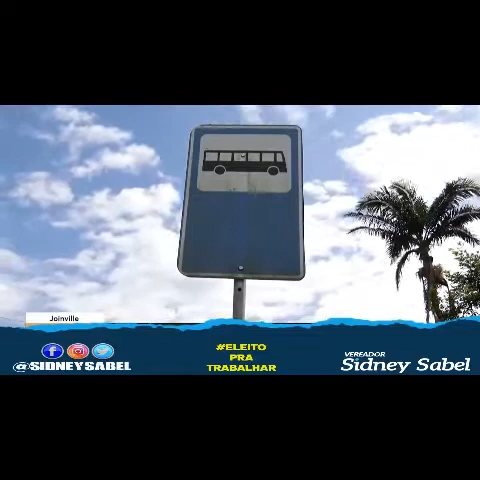 Joinville
@SIDNEYSABEL
#ELEITO
PRA
TRABALHAR
VEREADOR
Sidney Sabel